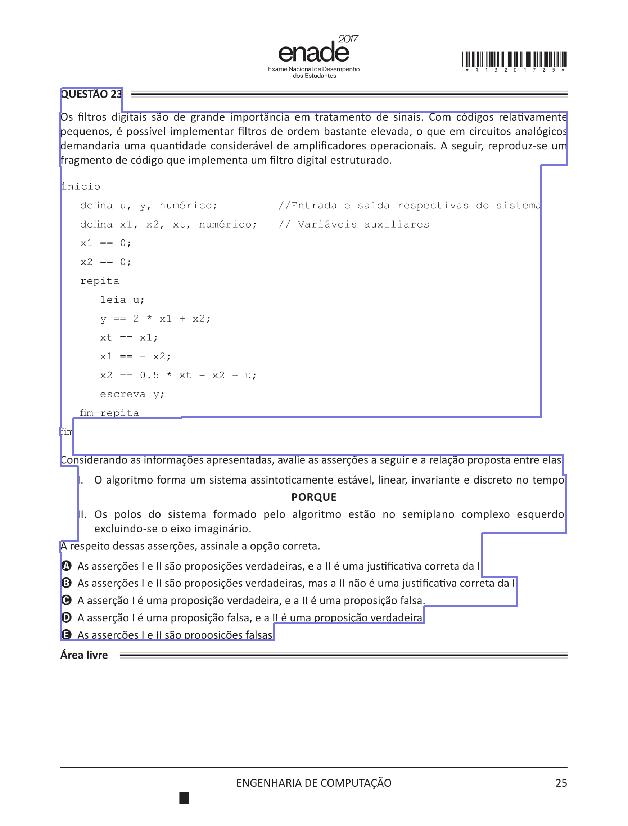 2017
enade
Exame Nacional de Desempenho
dos Estudantes
*R13201725*
QUESTÃO 23
Os filtros digitais são de grande importância em tratamento de sinais. Com códigos relativamente
pequenos, é possível implementar filtros de ordem bastante elevada, o que em circuitos analógicos
demandaria uma quantidade considerável de amplificadores operacionais. A seguir, reproduz-se um
fragmento de código que implementa um filtro digital estruturado.
início
defina u, y, numérico; //Entrada e saída respectivas do sistema
defina x1, x2, xt, numérico; // Variáveis auxiliares
x1 == 0;
x2 == 0;
repita
leia u;
y == 2 * x1 + x2;
xt == x1;
x1 == - x2;
x2 == 0.5 * xt - x2 - u;
escreva y;
fim repita
fim
Considerando as informações apresentadas, avalie as asserções a seguir e a relação proposta entre elas
I. O algoritmo forma um sistema assintoticamente estável, linear, invariante e discreto no tempo
PORQUE
II. Os polos do sistema formado pelo algoritmo estão no semiplano complexo esquerdo
excluindo-se o eixo imaginário.
A respeito dessas asserções, assinale a opção correta.
A As asserções I e II são proposições verdadeiras, e a II é uma justificativa correta da I
B As asserções I e II são proposições verdadeiras, mas a II não é uma justificativa correta da I
C A asserção I é uma proposição verdadeira, e a II é uma proposição falsa.
D A asserção I é uma proposição falsa, e a II é uma proposição verdadeira
E As asserções I e II são proposições falsas
Área livre
ENGENHARIA DE COMPUTAÇÃO 25